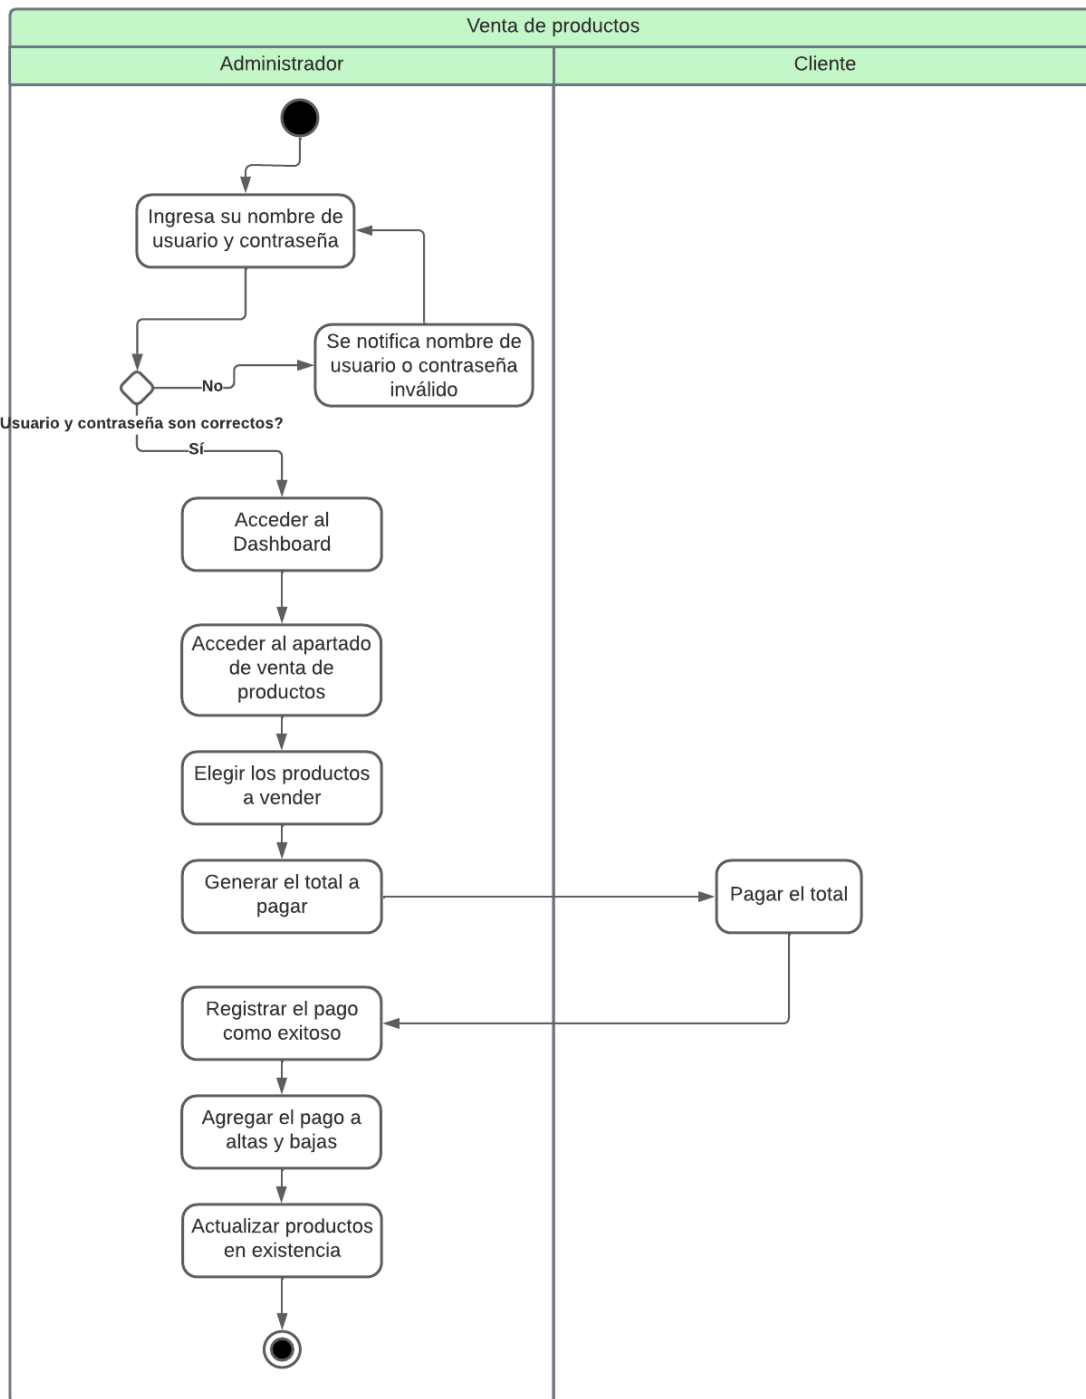 Venta de productos
Administrador
Cliente
Ingresa su nombre de
usuario y contraseña
Se notifica nombre de
usuario o contraseña
inválido
No
Usuario y contraseña son correctos?
Sí
Acceder al
Dashboard
Acceder al apartado
de venta de
productos
Elegir los productos
a vender
Generar el total a
pagar
Pagar el total
Registrar el pago
como exitoso
Agregar el pago a
altas y bajas
Actualizar productos
en existencia